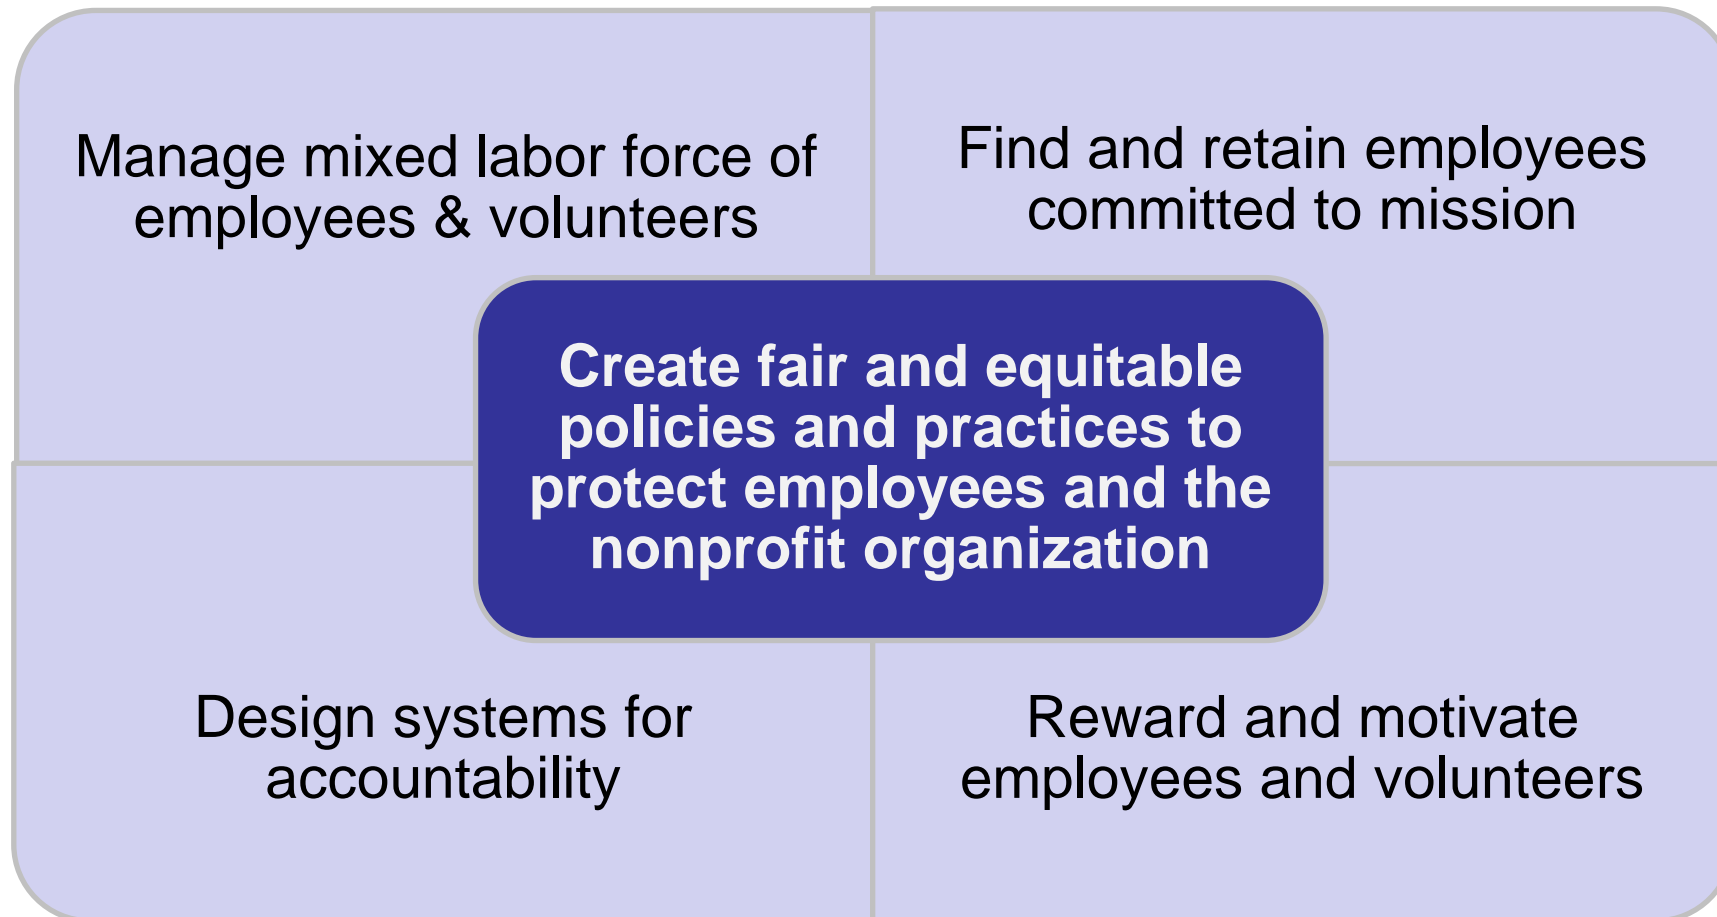 Manage mixed labor force of
employees & volunteers
Find and retain employees
committed to mission
Create fair and equitable
policies and practices to
protect employees and the
nonprofit organization
Design systems for
accountability
Reward and motivate
employees and volunteers